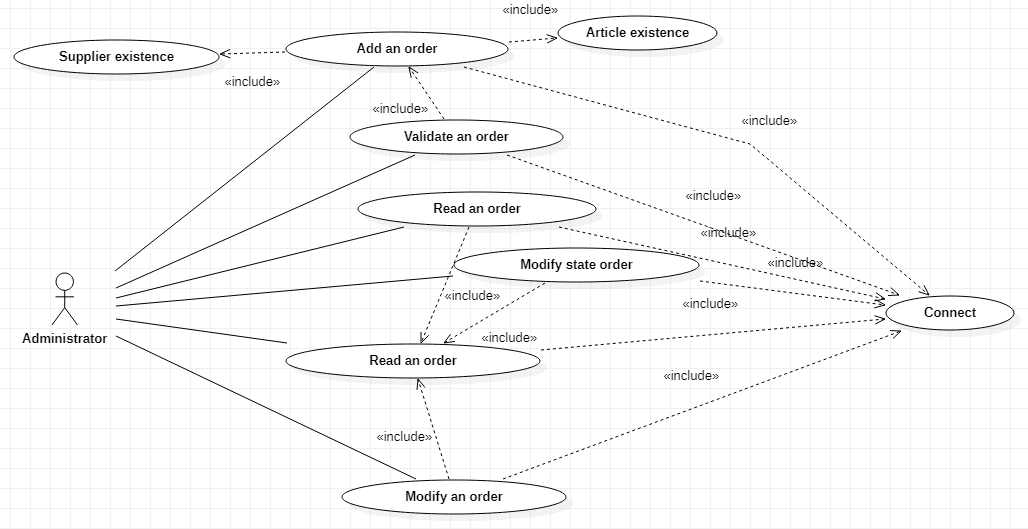 «include»
Article existence
Add an order
Supplier existence
«include»
«include»
«include»
Validate an order
«include»
Read an order
«include»
Modify state order
«include»
«include»
«include»
Connect
Administrator
«include»
Read an order
«include»
«include»
Modify an order